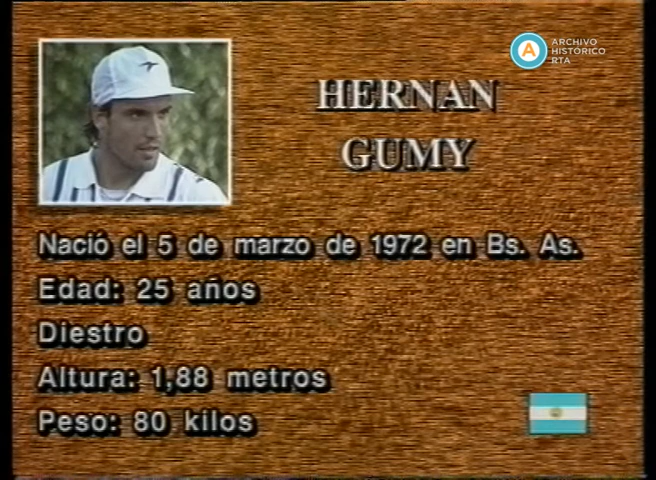 A ARCHIVO
HISTÓRICO
RTA
HERNAN
GUMY
Nació el 5 de marzo de 1972 en Bs. As.
Edad: 25 años
Diestro
Altura: 1,88 metros
Peso: 80 kilos